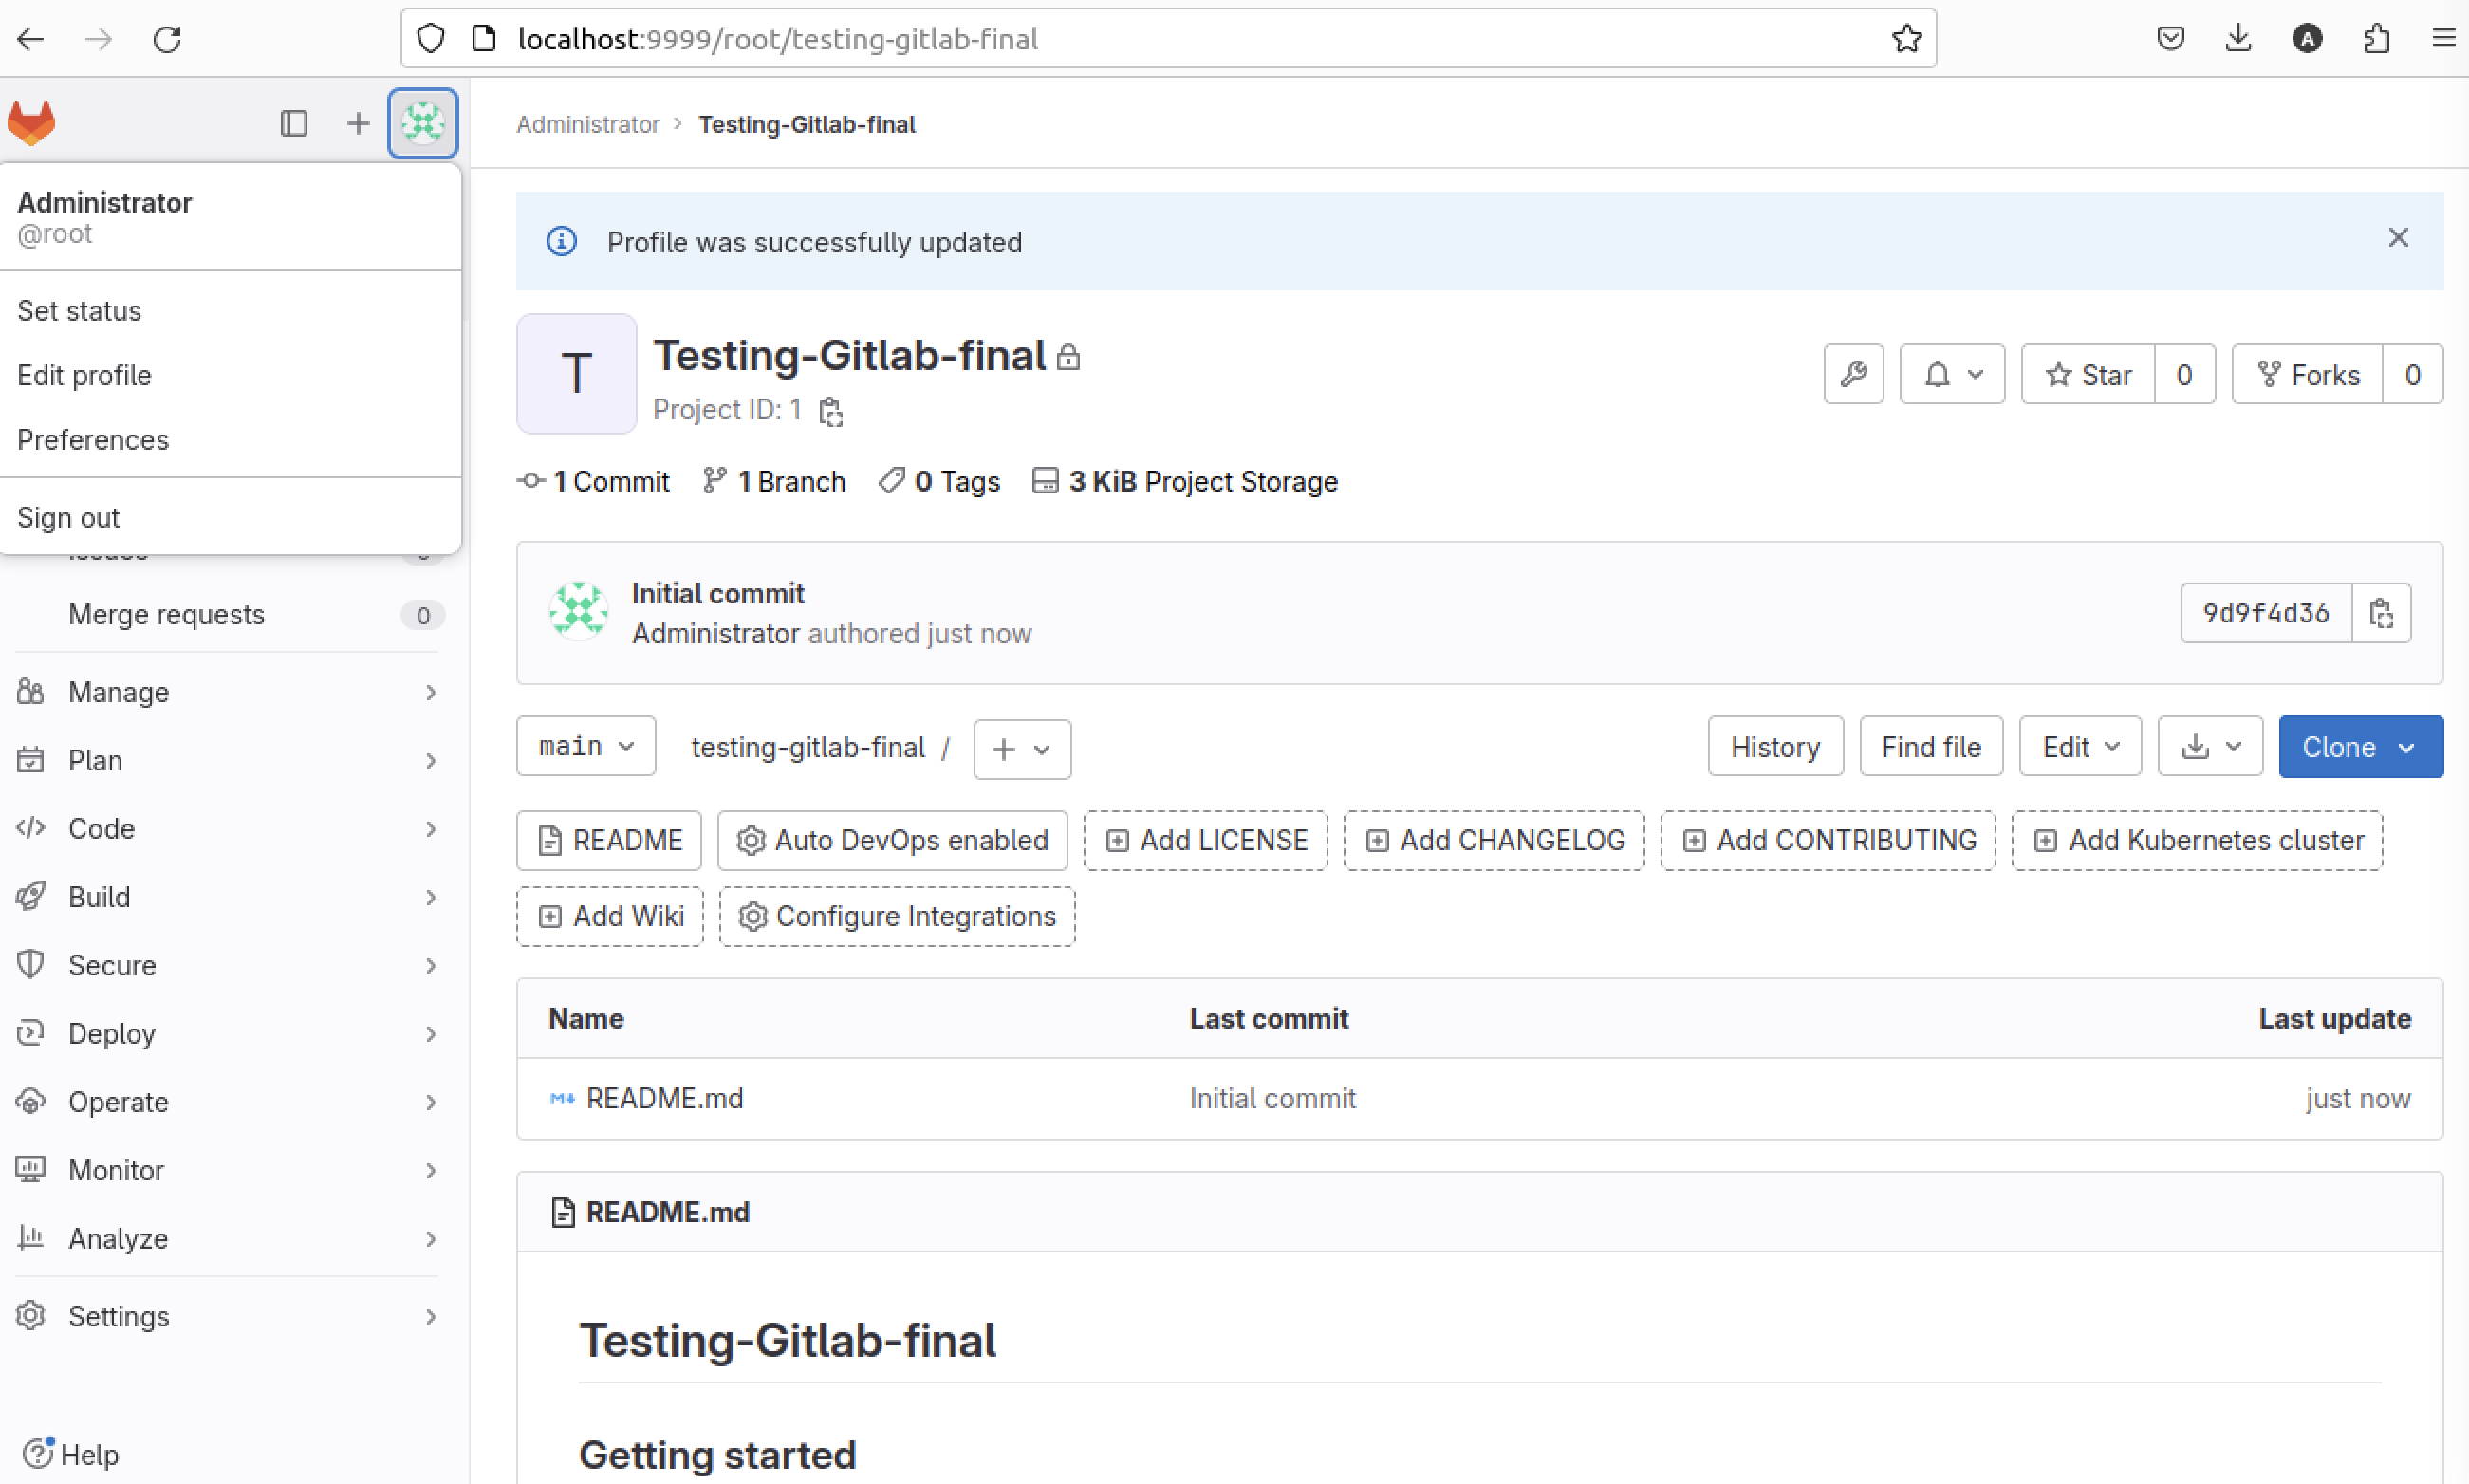 localhost:9999/root/testing-gitlab-final
A
Administrator
@root
Set status
Edit profile
Preferences
Sign out
Merge requests 0
Manage
Plan
Code
Build
Secure
Deploy
Operate
Monitor
Analyze
Settings
Help
Administrator > Testing-Gitlab-final
Profile was successfully updated
T
Testing-Gitlab-final
Project ID: 1
Star 0
Forks 0
1 Commit 1 Branch 0 Tags 3 KiB Project Storage
Initial commit
Administrator authored just now
9d9f4d36
main testing-gitlab-final / +
History Find file Edit Clone
README Auto DevOps enabled Add LICENSE Add CHANGELOG Add CONTRIBUTING Add Kubernetes cluster
Add Wiki Configure Integrations
Name Last commit Last update
README.md Initial commit just now
README.md
Testing-Gitlab-final
Getting started